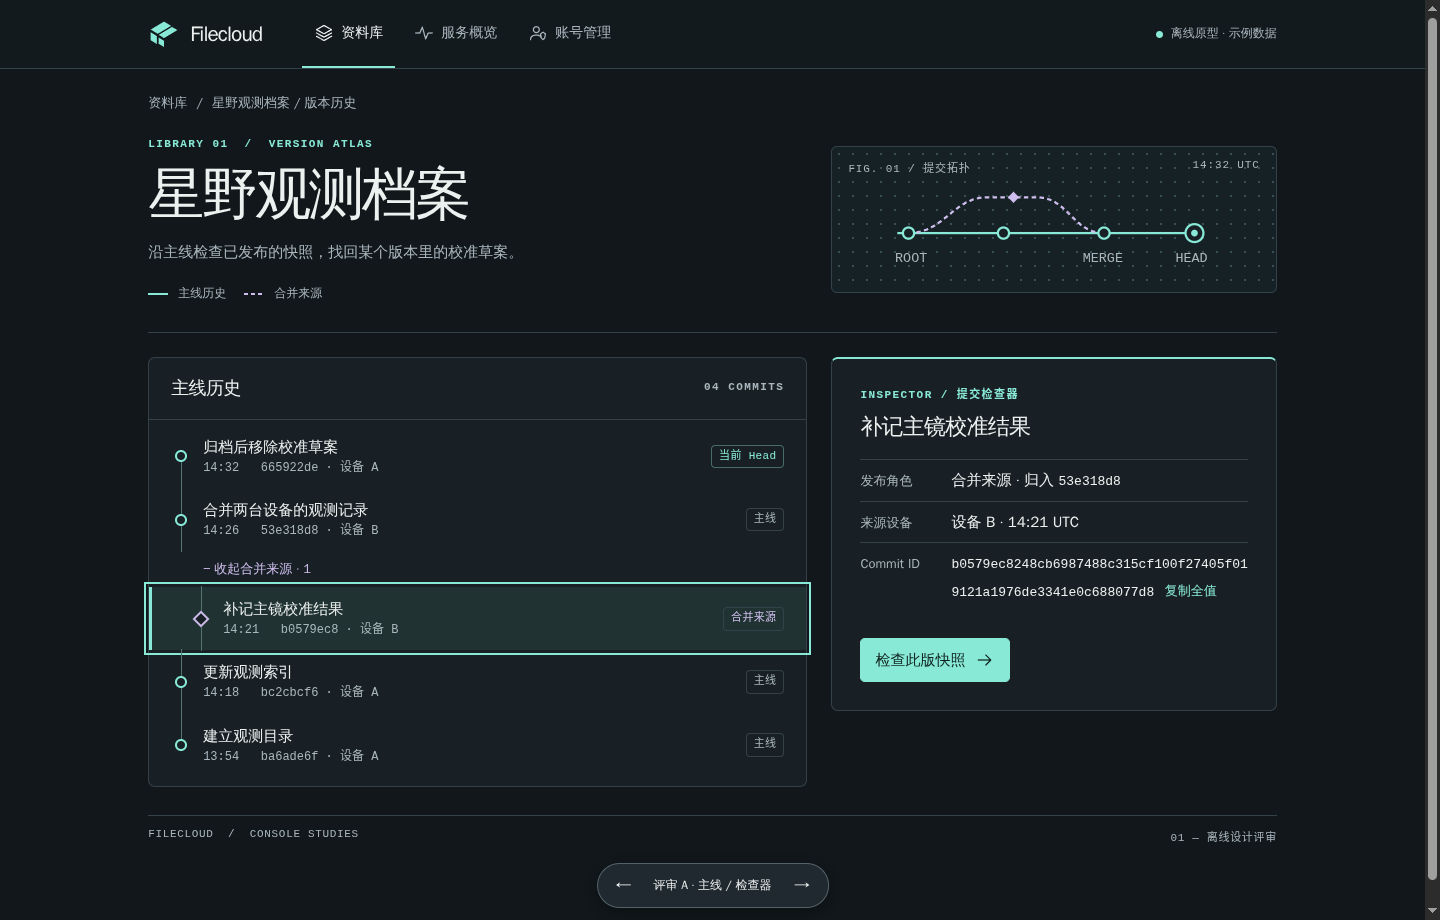 Filecloud
资料库
服务概览
账号管理
离线原型 · 示例数据
资料库 / 星野观测档案 / 版本历史
LIBRARY 01 / VERSION ATLAS
星野观测档案
沿主线检查已发布的快照，找回某个版本里的校准草案。
主线历史
合并来源
FIG. 01 / 提交拓扑
14:32 UTC
ROOT
MERGE
HEAD
主线历史
04 COMMITS
归档后移除校准草案
14:32 665922de · 设备 A
当前 Head
合并两台设备的观测记录
14:26 53e318d8 · 设备 B
主线
− 收起合并来源 · 1
补记主镜校准结果
14:21 b0579ec8 · 设备 B
合并来源
更新观测索引
14:18 bc2cbcf6 · 设备 A
主线
建立观测目录
13:54 ba6ade6f · 设备 A
主线
INSPECTOR / 提交检查器
补记主镜校准结果
发布角色
合并来源 · 归入 53e318d8
来源设备
设备 B · 14:21 UTC
Commit ID
b0579ec8248cb6987488c315cf100f27405f01
9121a1976de3341e0c688077d8 复制全值
检查此版快照 →
FILECLOUD / CONSOLE STUDIES
01 — 离线设计评审
← 评审 A · 主线 / 检查器 →